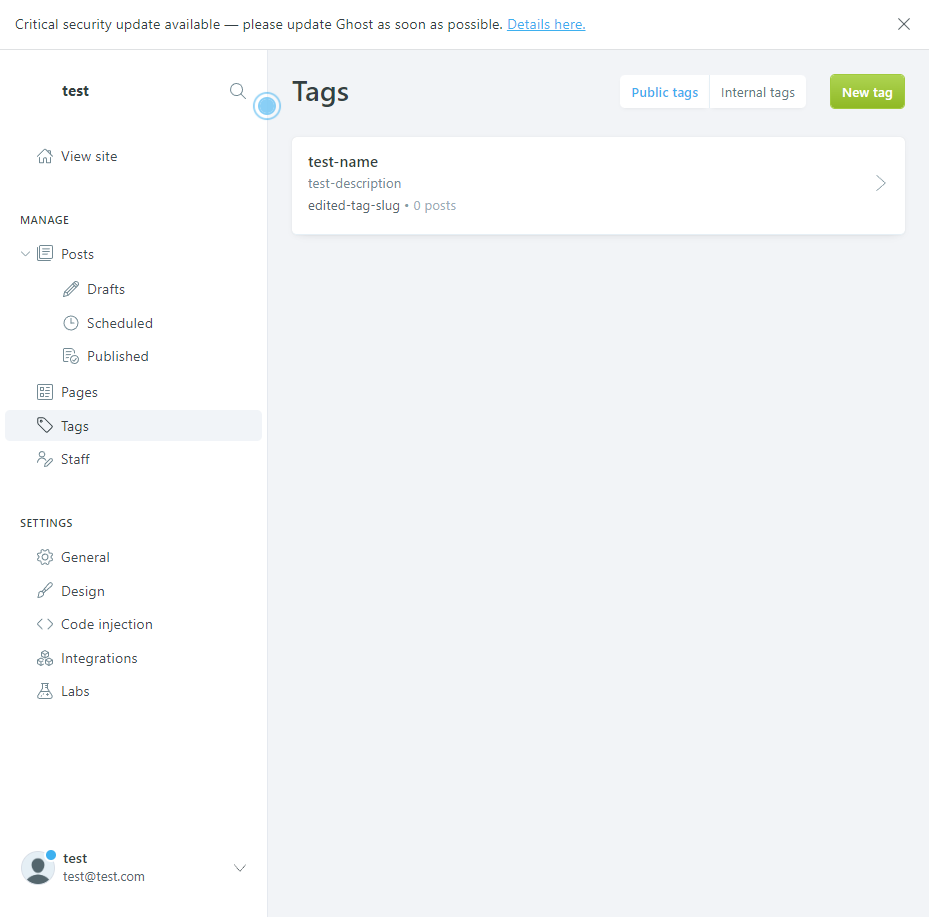 Critical security update available — please update Ghost as soon as possible. Details here.
test
View site
MANAGE
Posts
Drafts
Scheduled
Published
Pages
Tags
Staff
SETTINGS
General
Design
Code injection
Integrations
Labs
test
test@test.com
Tags
Public tags
Internal tags
New tag
test-name
test-description
edited-tag-slug • 0 posts